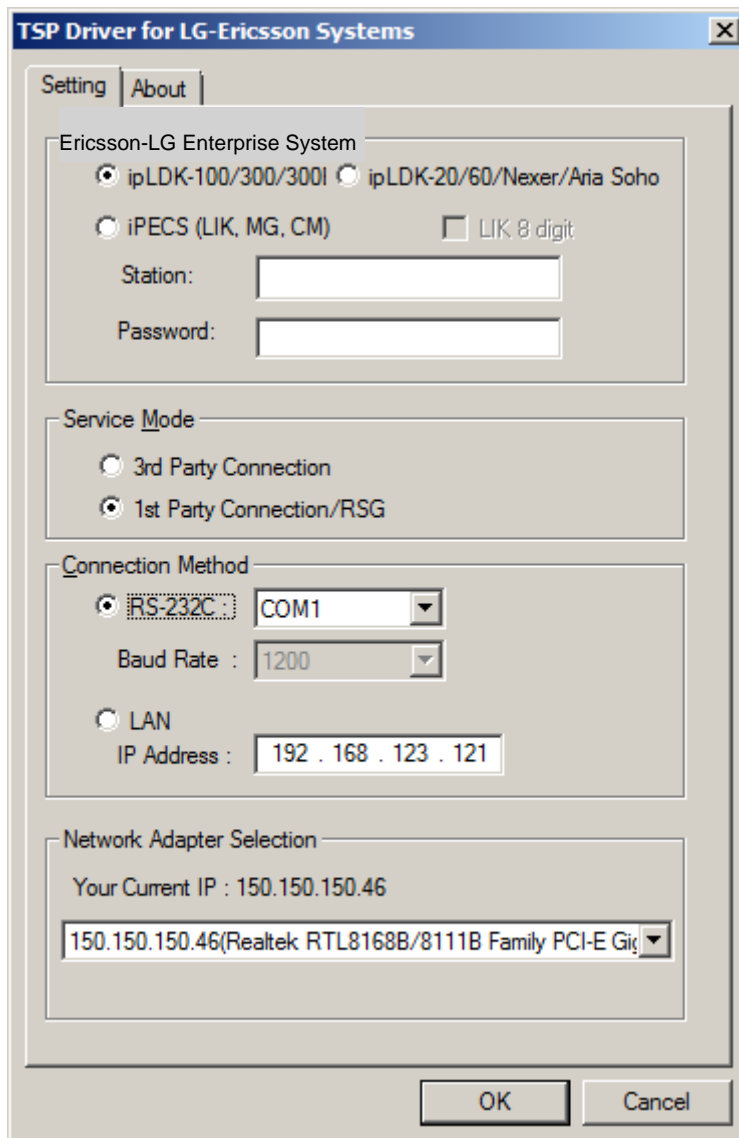 TSP Driver for LG-Ericsson Systems
Setting About
Ericsson-LG Enterprise System
ipLDK-100/300/300I ipLDK-20/60/Nexer/Aria Soho
iPECS (LIK, MG, CM) LIK 8 digit
Station:
Password:
Service Mode
3rd Party Connection
1st Party Connection/RSG
Connection Method
RS-232C : COM1
Baud Rate : 1200
LAN
IP Address : 192 . 168 . 123 . 121
Network Adapter Selection
Your Current IP : 150.150.150.46
150.150.150.46(Realtek RTL8168B/8111B Family PCI-E Gig
OK Cancel